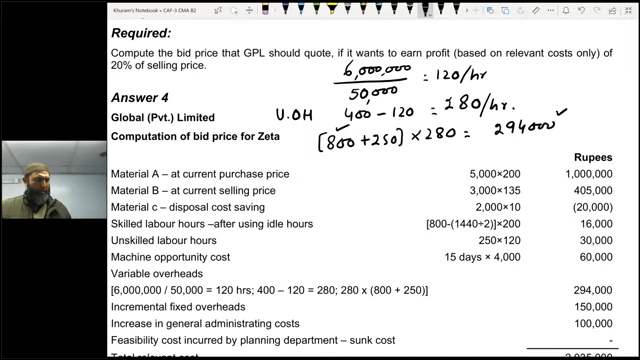 Khuram's Notebook » CAF-3 CMA B2
Required:
Compute the bid price that GPL should quote, if it wants to earn profit (based on relevant costs only) of
20% of selling price.
6,000,000
50,000
= 120/hr
Answer 4
U.OH 400 - 120 = 280/hr.
Global (Pvt.) Limited
Computation of bid price for Zeta
[800 + 250] × 280 = 294000
Rupees
Material A – at current purchase price 5,000×200 1,000,000
Material B – at current selling price 3,000×135 405,000
Material c – disposal cost saving 2,000×10 (20,000)
Skilled labour hours –after using idle hours [800-(1440÷2)]×200 16,000
Unskilled labour hours 250×120 30,000
Machine opportunity cost 15 days × 4,000 60,000
Variable overheads
[6,000,000 / 50,000 = 120 hrs; 400 – 120 = 280; 280 x (800 + 250)] 294,000
Incremental fixed overheads 150,000
Increase in general administrating costs 100,000
Feasibility cost incurred by planning department – sunk cost -
Total relevant cost 2,035,000